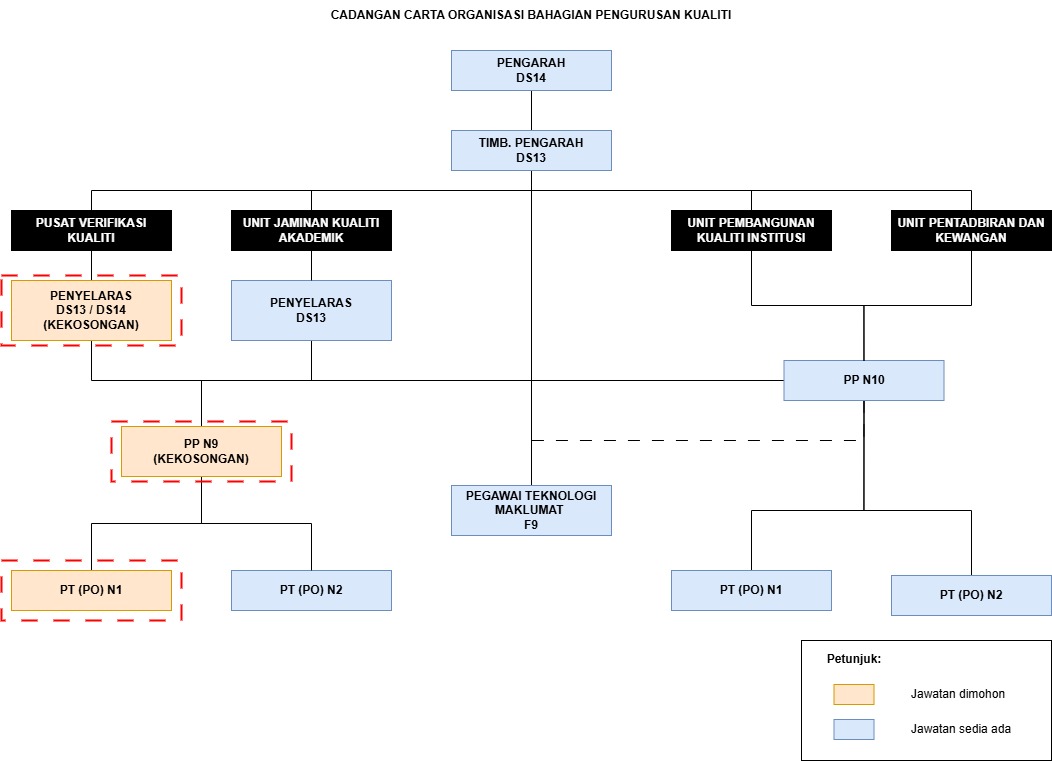 CADANGAN CARTA ORGANISASI BAHAGIAN PENGURUSAN KUALITI
PENGARAH
DS14
TIMB. PENGARAH
DS13
PUSAT VERIFIKASI
KUALITI
UNIT JAMINAN KUALITI
AKADEMIK
UNIT PEMBANGUNAN
KUALITI INSTITUSI
UNIT PENTADBIRAN DAN
KEWANGAN
PENYELARAS
DS13 / DS14
(KEKOSONGAN)
PENYELARAS
DS13
PP N10
PP N9
(KEKOSONGAN)
PEGAWAI TEKNOLOGI
MAKLUMAT
F9
PT (PO) N1
PT (PO) N2
PT (PO) N1
PT (PO) N2
Petunjuk:
Jawatan dimohon
Jawatan sedia ada